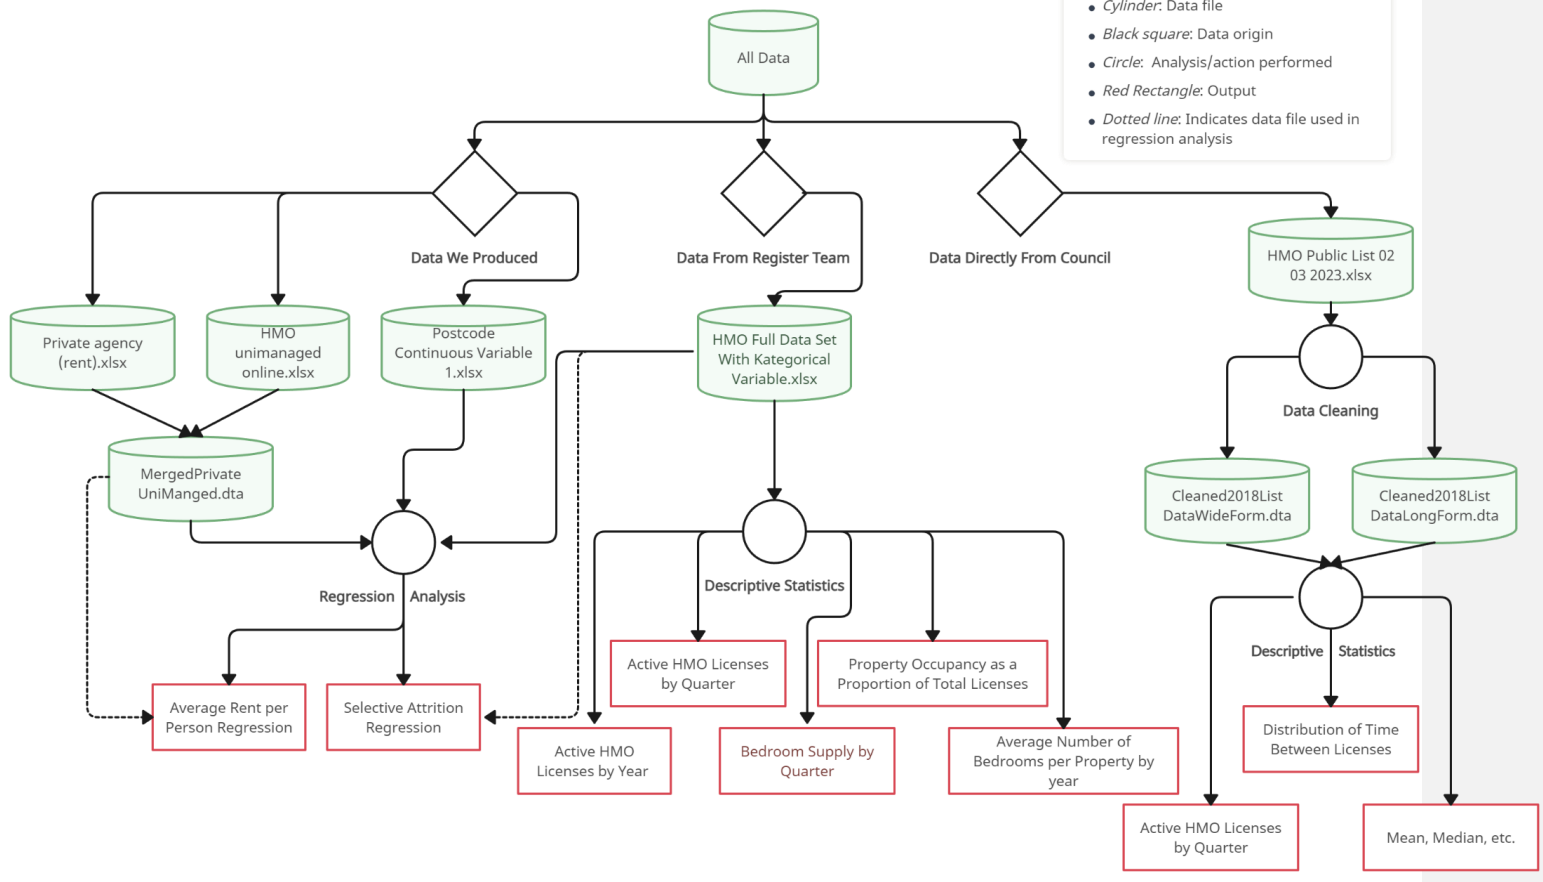 Cylinder: Data file
Black square: Data origin
Circle:  Analysis/action performed
Red Rectangle: Output
Dotted line: Indicates data file used in
regression analysis
All Data
Data We Produced
Data From Register Team
Data Directly From Council
HMO Public List 02
03 2023.xlsx
Private agency
(rent).xlsx
HMO
unimanaged
online.xlsx
Postcode
Continuous Variable
1.xlsx
HMO Full Data Set
With Kategorical
Variable.xlsx
Data Cleaning
MergedPrivate
UniManged.dta
Cleaned2018List
DataWideForm.dta
Cleaned2018List
DataLongForm.dta
Regression Analysis
Descriptive Statistics
Descriptive Statistics
Average Rent per
Person Regression
Selective Attrition
Regression
Active HMO Licenses
by Quarter
Property Occupancy as a
Proportion of Total Licenses
Active HMO
Licenses by Year
Bedroom Supply by
Quarter
Average Number of
Bedrooms per Property by
year
Distribution of Time
Between Licenses
Active HMO Licenses
by Quarter
Mean, Median, etc.